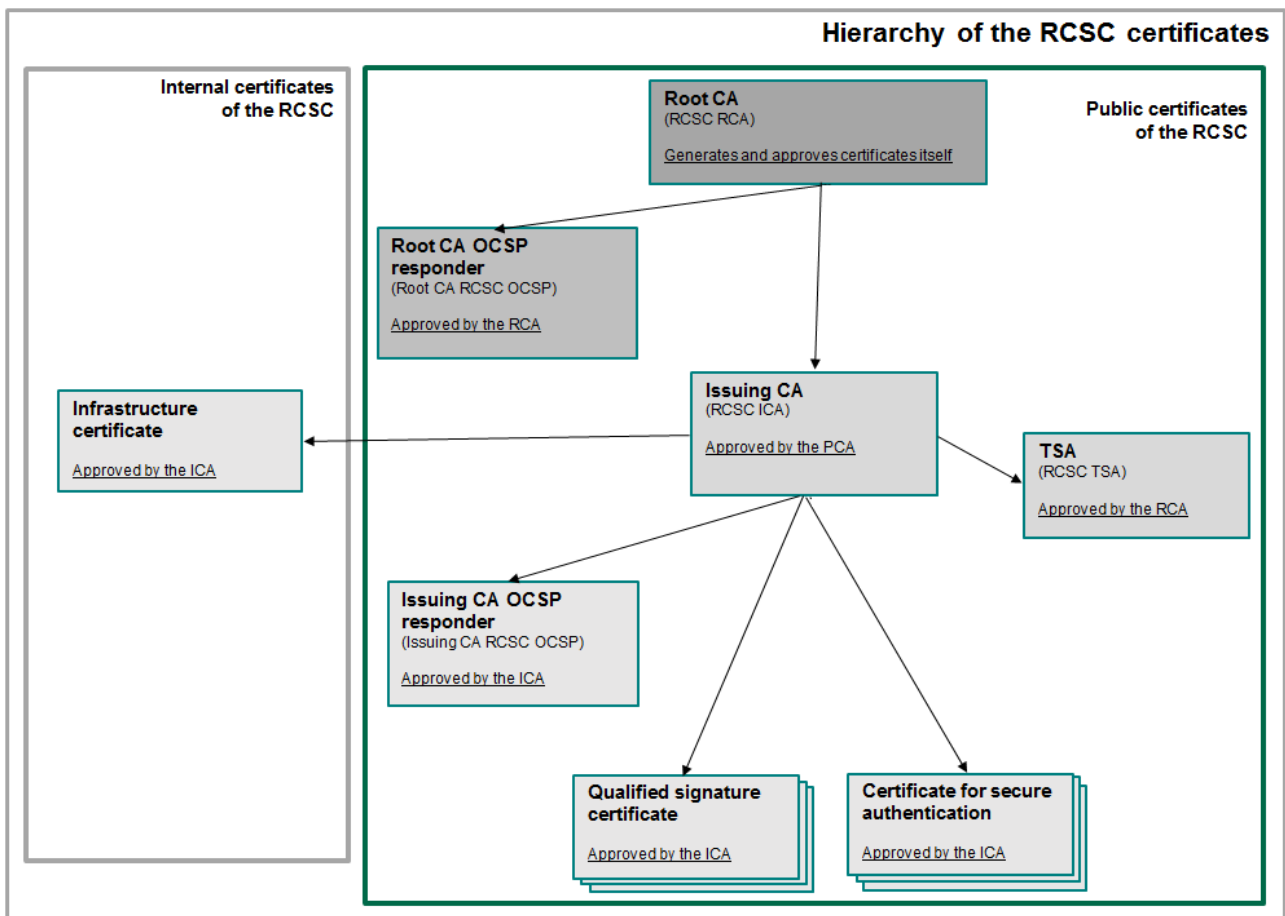 Hierarchy of the RCSC certificates
Internal certificates
of the RCSC
Public certificates
of the RCSC
Root CA
(RCSC RCA)
Generates and approves certificates itself
Root CA OCSP
responder
(Root CA RCSC OCSP)
Approved by the RCA
Infrastructure
certificate
Approved by the ICA
Issuing CA
(RCSC ICA)
Approved by the PCA
TSA
(RCSC TSA)
Approved by the RCA
Issuing CA OCSP
responder
(Issuing CA RCSC OCSP)
Approved by the ICA
Qualified signature
certificate
Approved by the ICA
Certificate for secure
authentication
Approved by the ICA